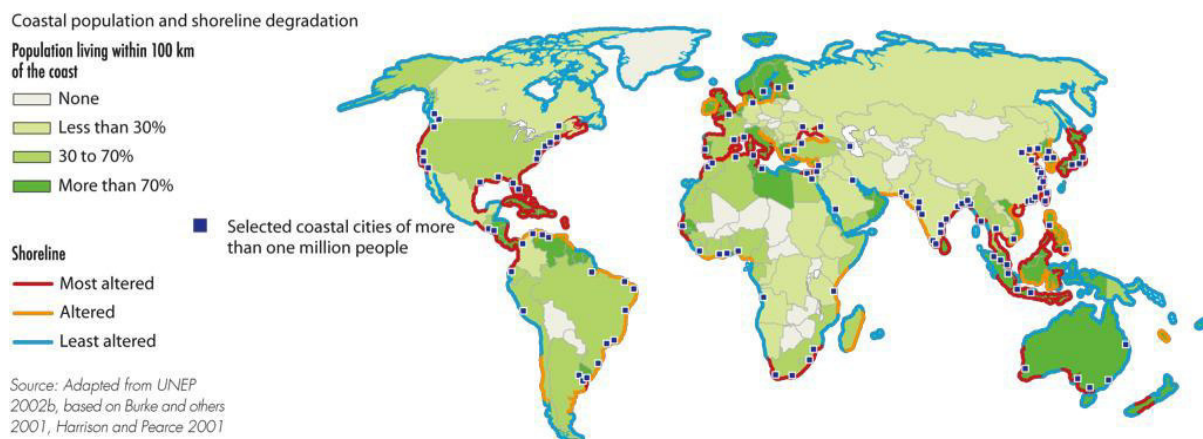 Coastal population and shoreline degradation
Population living within 100 km
of the coast
None
Less than 30%
30 to 70%
More than 70%
Selected coastal cities of more
than one million people
Shoreline
Most altered
Altered
Least altered
Source: Adapted from UNEP
2002b, based on Burke and others
2001, Harrison and Pearce 2001